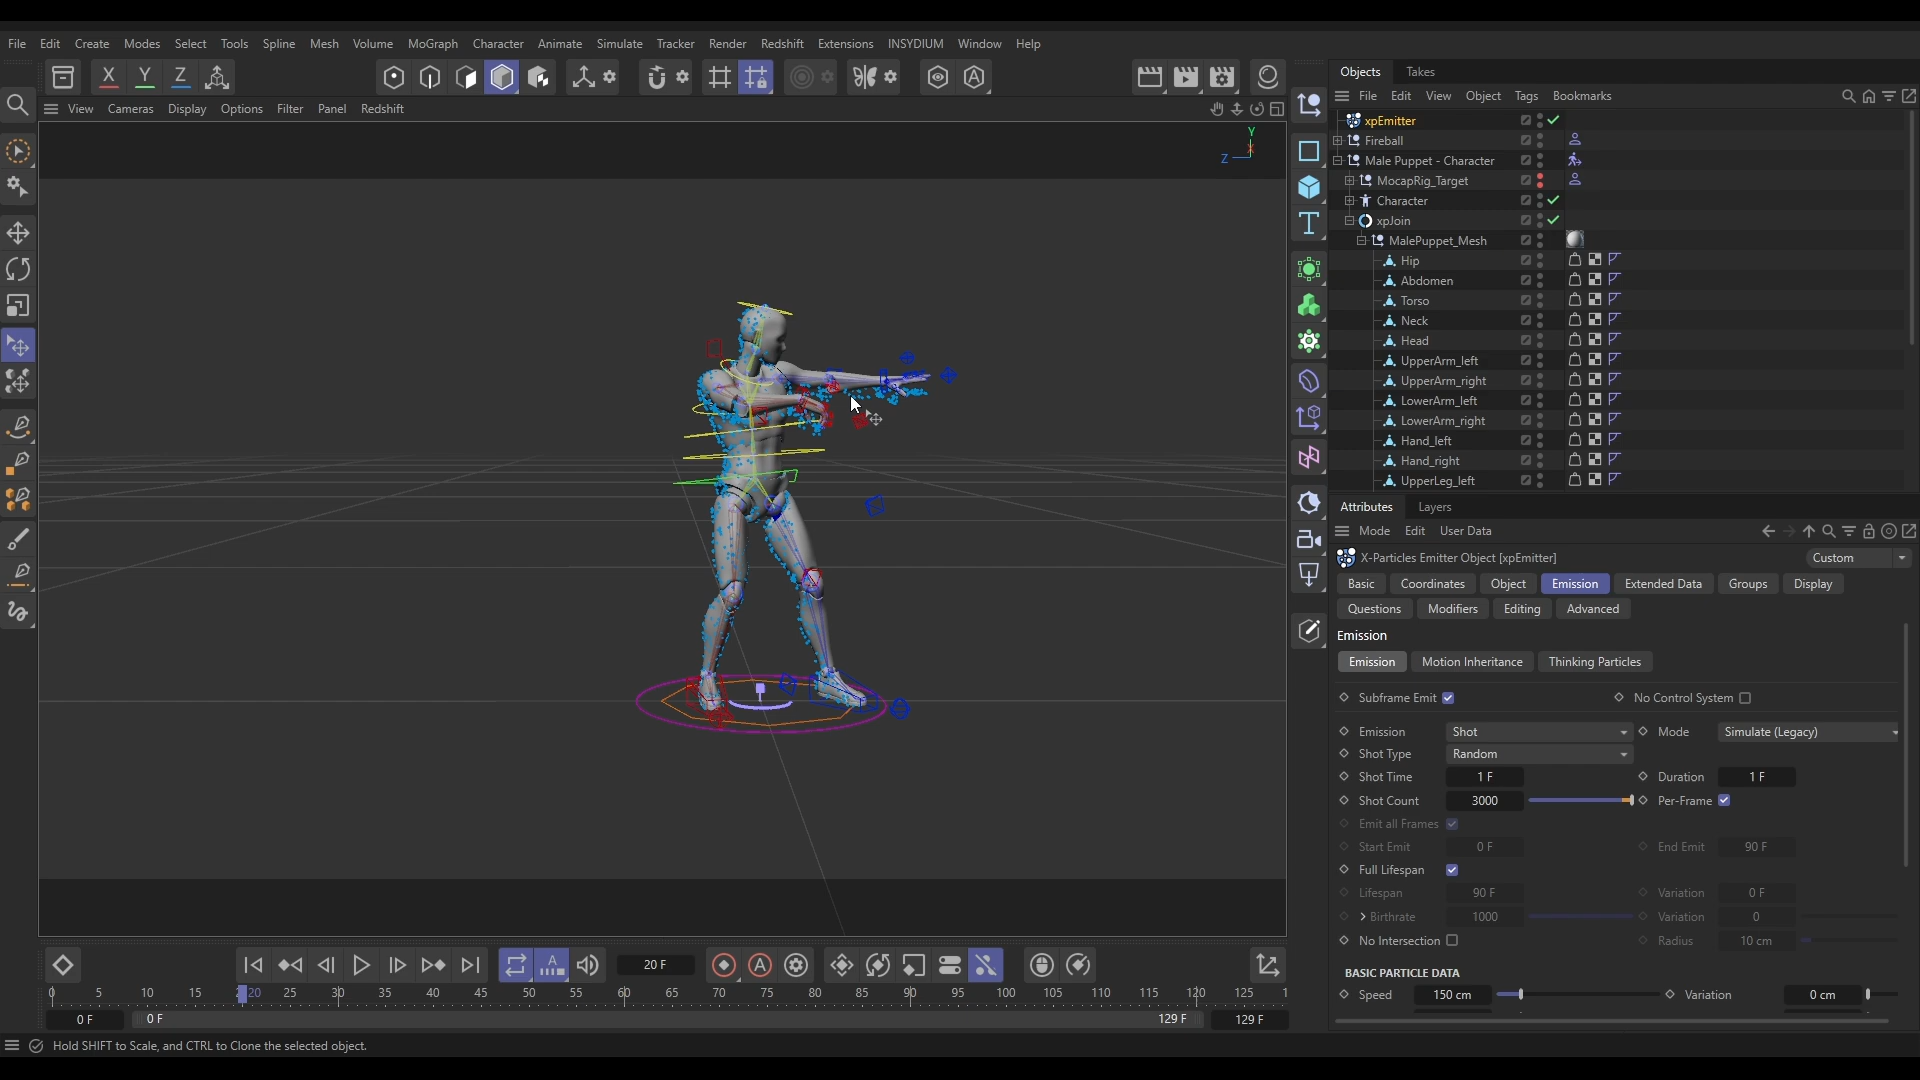 File Edit Create Modes Select Tools Spline Mesh Volume MoGraph Character Animate Simulate Tracker Render Redshift Extensions INSYDIUM Window Help
X Y Z
View Cameras Display Options Filter Panel Redshift
Y
Z X
Objects Takes
File Edit View Object Tags Bookmarks
xpEmitter
Fireball
Male Puppet - Character
MocapRig_Target
Character
xpJoin
MalePuppet_Mesh
Hip
Abdomen
Torso
Neck
Head
UpperArm_left
UpperArm_right
LowerArm_left
LowerArm_right
Hand_left
Hand_right
UpperLeg_left
Attributes Layers
Mode Edit User Data
X-Particles Emitter Object [xpEmitter] Custom
Basic Coordinates Object Emission Extended Data Groups Display
Questions Modifiers Editing Advanced
Emission
Emission Motion Inheritance Thinking Particles
Subframe Emit No Control System
Emission Shot Mode Simulate (Legacy)
Shot Type Random
Shot Time 1 F Duration 1 F
Shot Count 3000 Per-Frame
Emit all Frames
Start Emit 0 F End Emit 90 F
Full Lifespan
Lifespan 90 F Variation 0 F
Birthrate 1000 Variation 0
No Intersection Radius 10 cm
BASIC PARTICLE DATA
Speed 150 cm Variation 0 cm
20 F
0 5 10 15 20 25 30 35 40 45 50 55 60 65 70 75 80 85 90 95 100 105 110 115 120 125 1
0 F 0 F 129 F 129 F
Hold SHIFT to Scale, and CTRL to Clone the selected object.